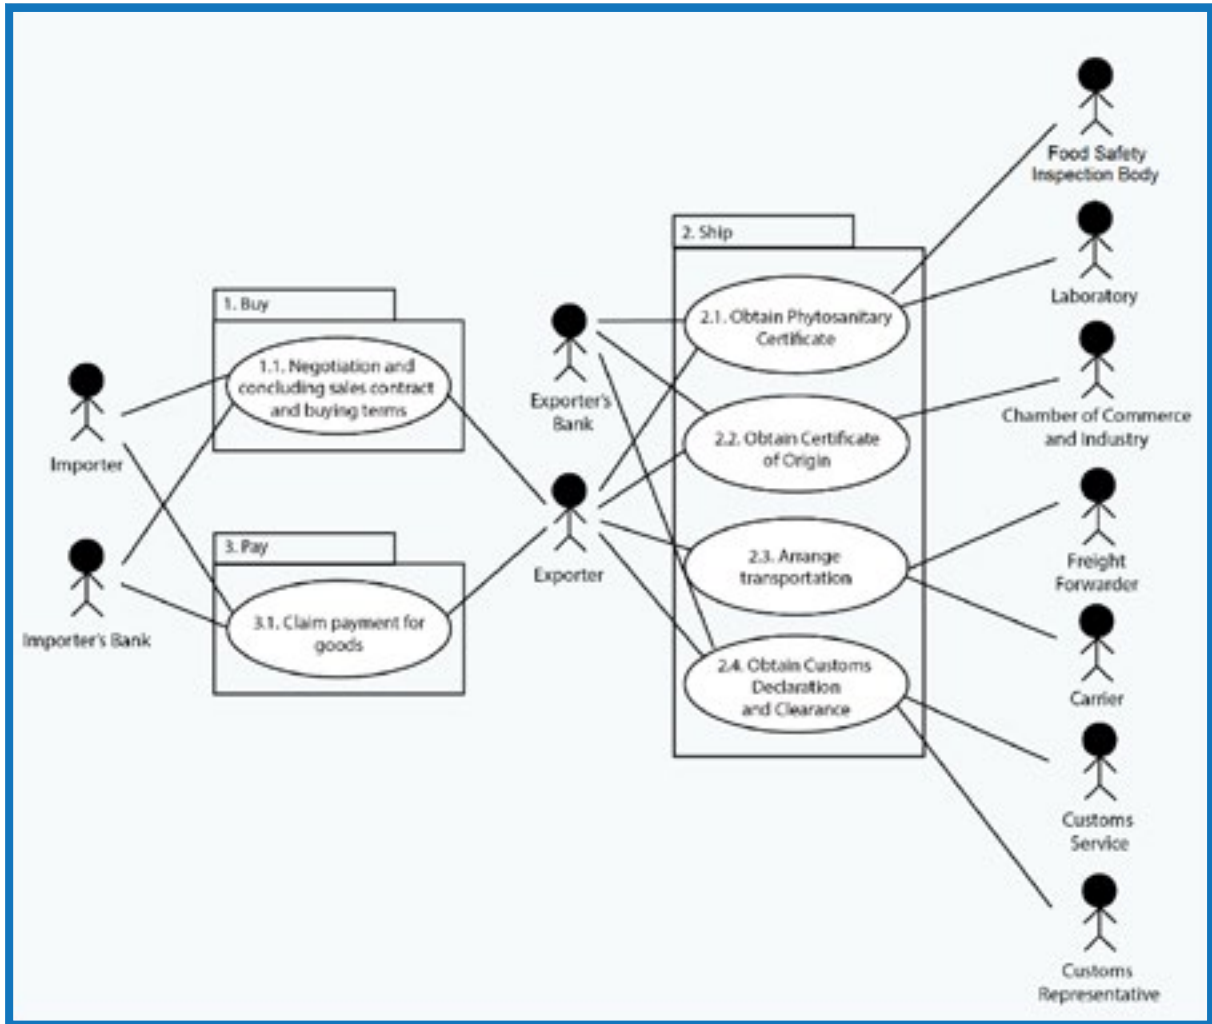 Food Safety
Inspection Body
2. Ship
Laboratory
1. Buy
2.1. Obtain Phytosanitary
Certificate
1.1. Negotiation and
concluding sales contract
and buying terms
Exporter's
Bank
Chamber of Commerce
and Industry
Importer
2.2. Obtain Certificate
of Origin
3. Pay
Exporter
2.3. Arrange
transportation
Freight
Forwarder
Importer's Bank
3.1. Claim payment for
goods
2.4. Obtain Customs
Declaration
and Clearance
Carrier
Customs
Service
Customs
Representative